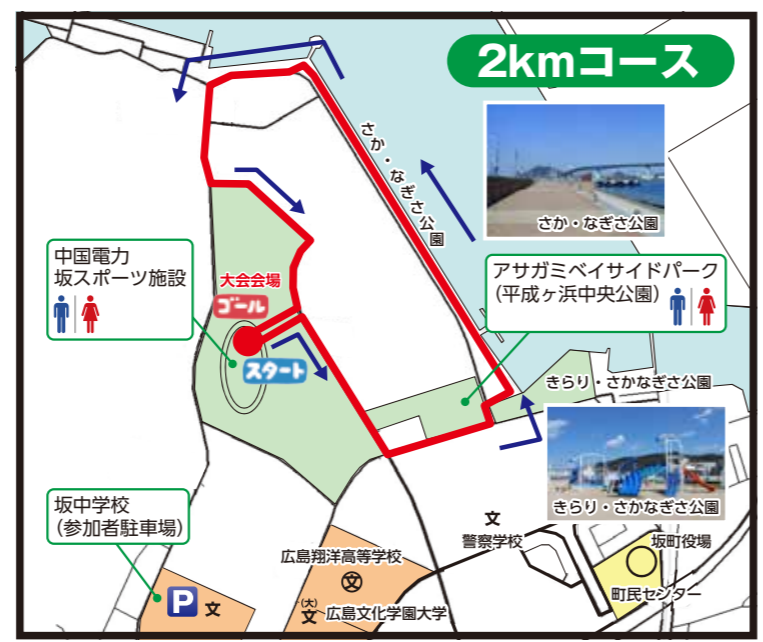 2kmコース
さか・なぎさ公園
さか・なぎさ公園
中国電力
坂スポーツ施設
大会会場
ゴール
スタート
アサガミベイサイドパーク
(平成ヶ浜中央公園)
きらり・さかなぎさ公園
きらり・さかなぎさ公園
坂中学校
(参加者駐車場)
P
文
広島翔洋高等学校
文
(大)
文
広島文化学園大学
文
警察学校
坂町役場
町民センター